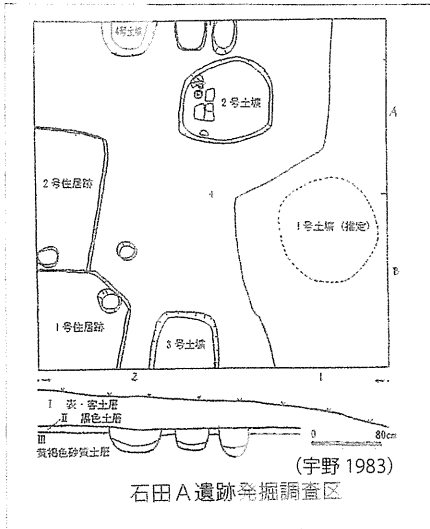 4号土壙
2号土壙
A
2号住居跡
1号土壙（推定）
B
1号住居跡
3号土壙
2
1
I 表・客土層
II 黒色土層
III
黄褐色砂質土層
0 80cm
(宇野 1983)
石田A遺跡発掘調査区